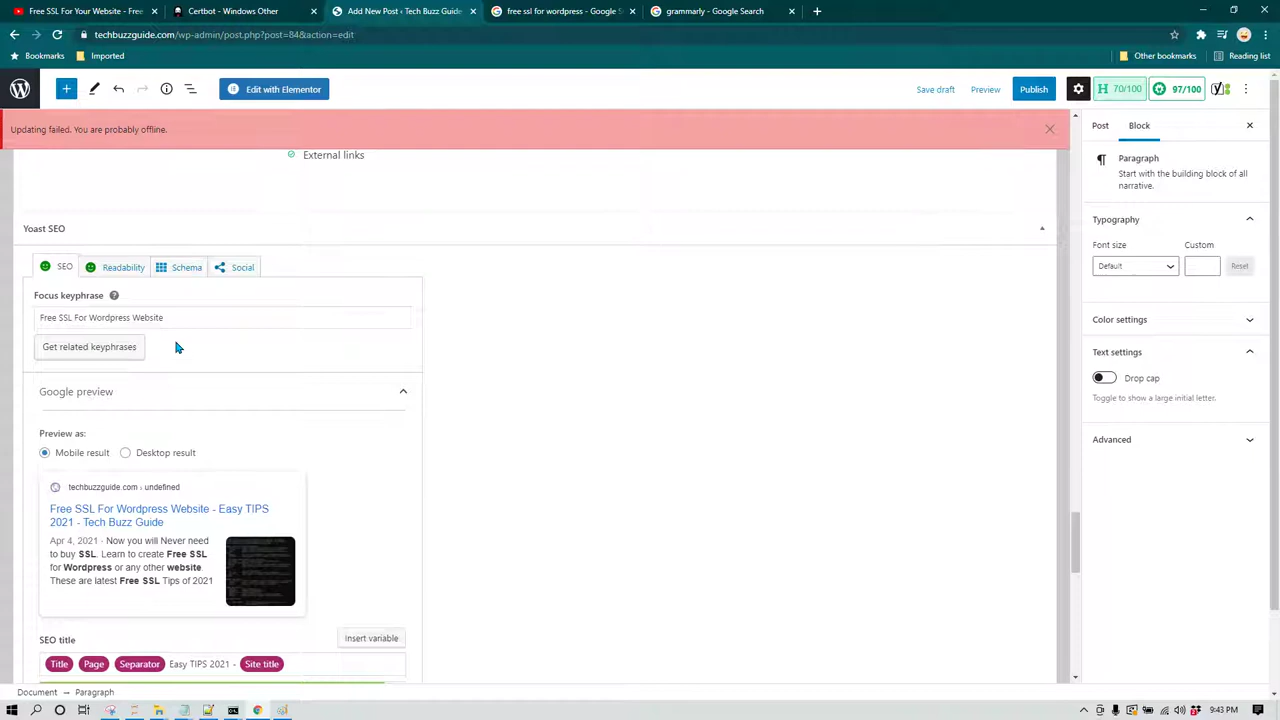 Free SSL For Your Website - Free
Certbot - Windows Other
Add New Post ‹ Tech Buzz Guide
free ssl for wordpress - Google S
grammarly - Google Search
techbuzzguide.com/wp-admin/post.php?post=84&action=edit
Bookmarks
Imported
Other bookmarks
Reading list
Edit with Elementor
Save draft
Preview
Publish
H 70/100
97/100
Updating failed. You are probably offline.
Post
Block
External links
Paragraph
Start with the building block of all
narrative.
Yoast SEO
Typography
Font size
Custom
Default
Reset
SEO
Readability
Schema
Social
Focus keyphrase
Free SSL For Wordpress Website
Get related keyphrases
Color settings
Text settings
Drop cap
Toggle to show a large initial letter.
Advanced
Google preview
Preview as:
Mobile result
Desktop result
techbuzzguide.com › undefined
Free SSL For Wordpress Website - Easy TIPS
2021 - Tech Buzz Guide
Apr 4, 2021 - Now you will Never need
to buy SSL. Learn to create Free SSL
for Wordpress or any other website.
These are latest Free SSL Tips of 2021
SEO title
Insert variable
Title Page Separator Easy TIPS 2021 - Site title
Document → Paragraph
9:43 PM